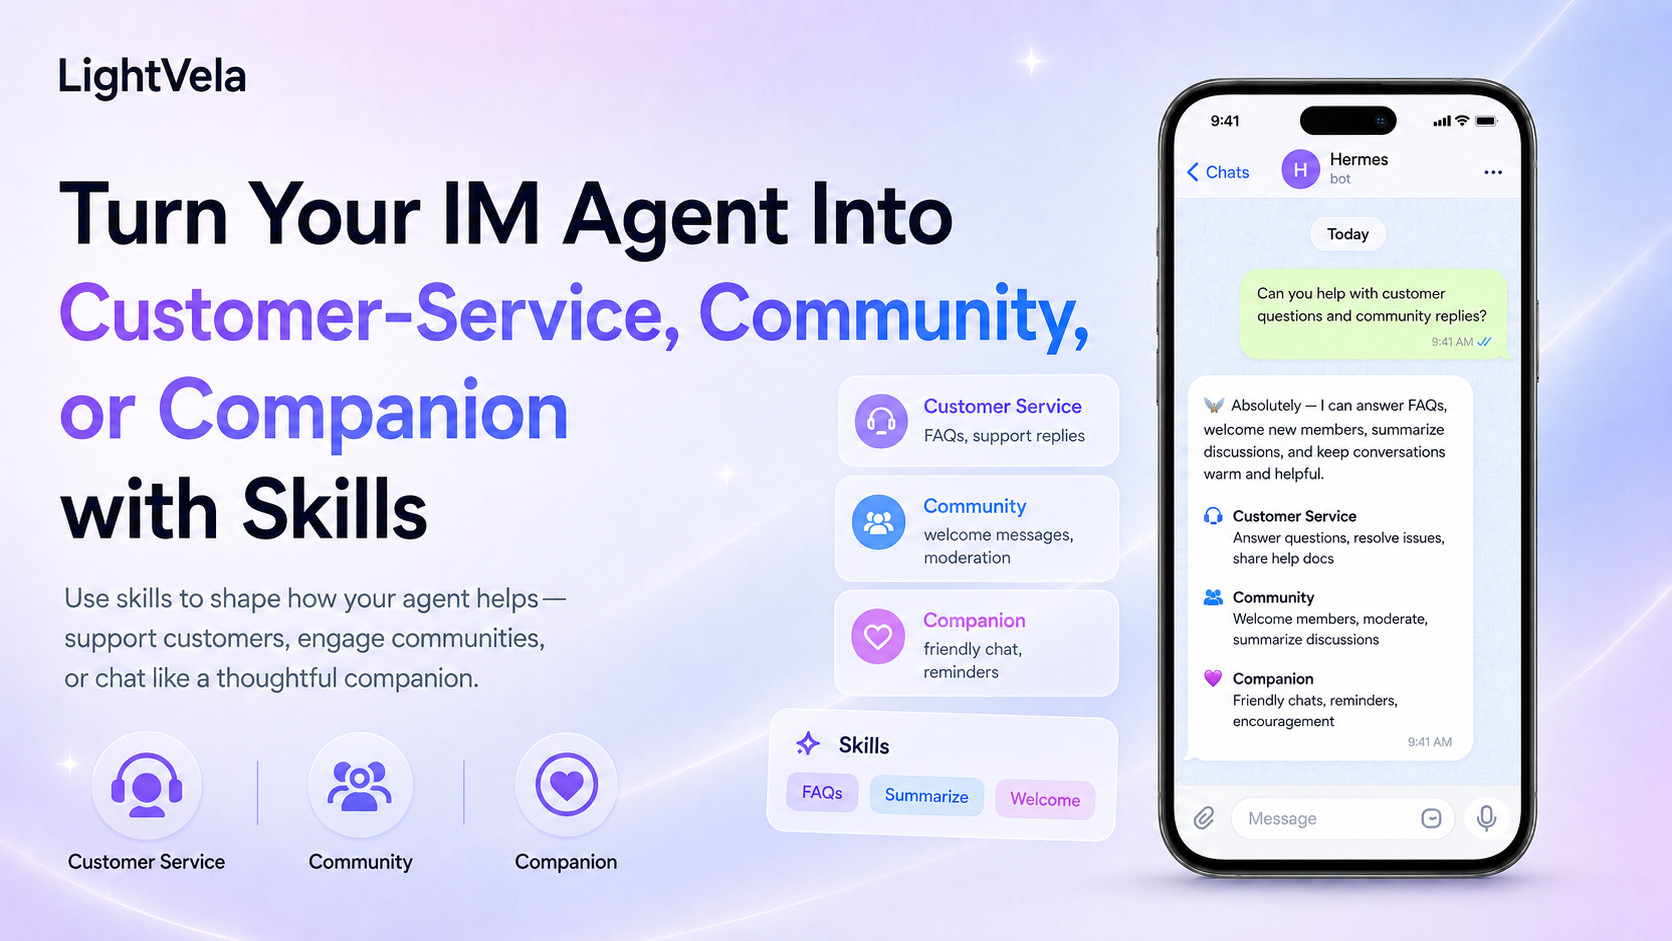 LightVela
Turn Your IM Agent Into
Customer-Service, Community,
or Companion
with Skills
Use skills to shape how your agent helps—
support customers, engage communities,
or chat like a thoughtful companion.
Customer Service
Community
Companion
Customer Service
FAQs, support replies
Community
welcome messages,
moderation
Companion
friendly chat,
reminders
Skills
FAQs
Summarize
Welcome
9:41
Chats
H
Hermes
bot
Today
Can you help with customer
questions and community replies?
9:41 AM
Absolutely — I can answer FAQs,
welcome new members, summarize
discussions, and keep conversations
warm and helpful.
Customer Service
Answer questions, resolve issues,
share help docs
Community
Welcome members, moderate,
summarize discussions
Companion
Friendly chats, reminders,
encouragement
9:41 AM
Message